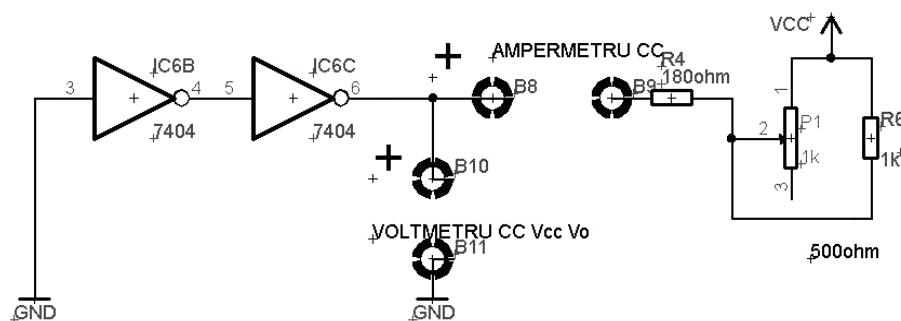 VCC
AMPERMETRU CC
IC6B
IC6C
R4
180ohm
B8
B9
3
4
5
6
1
2
3
P1
1k
R6
1k
7404
7404
B10
VOLTMETRU CC Vcc Vo
B11
500ohm
GND
GND